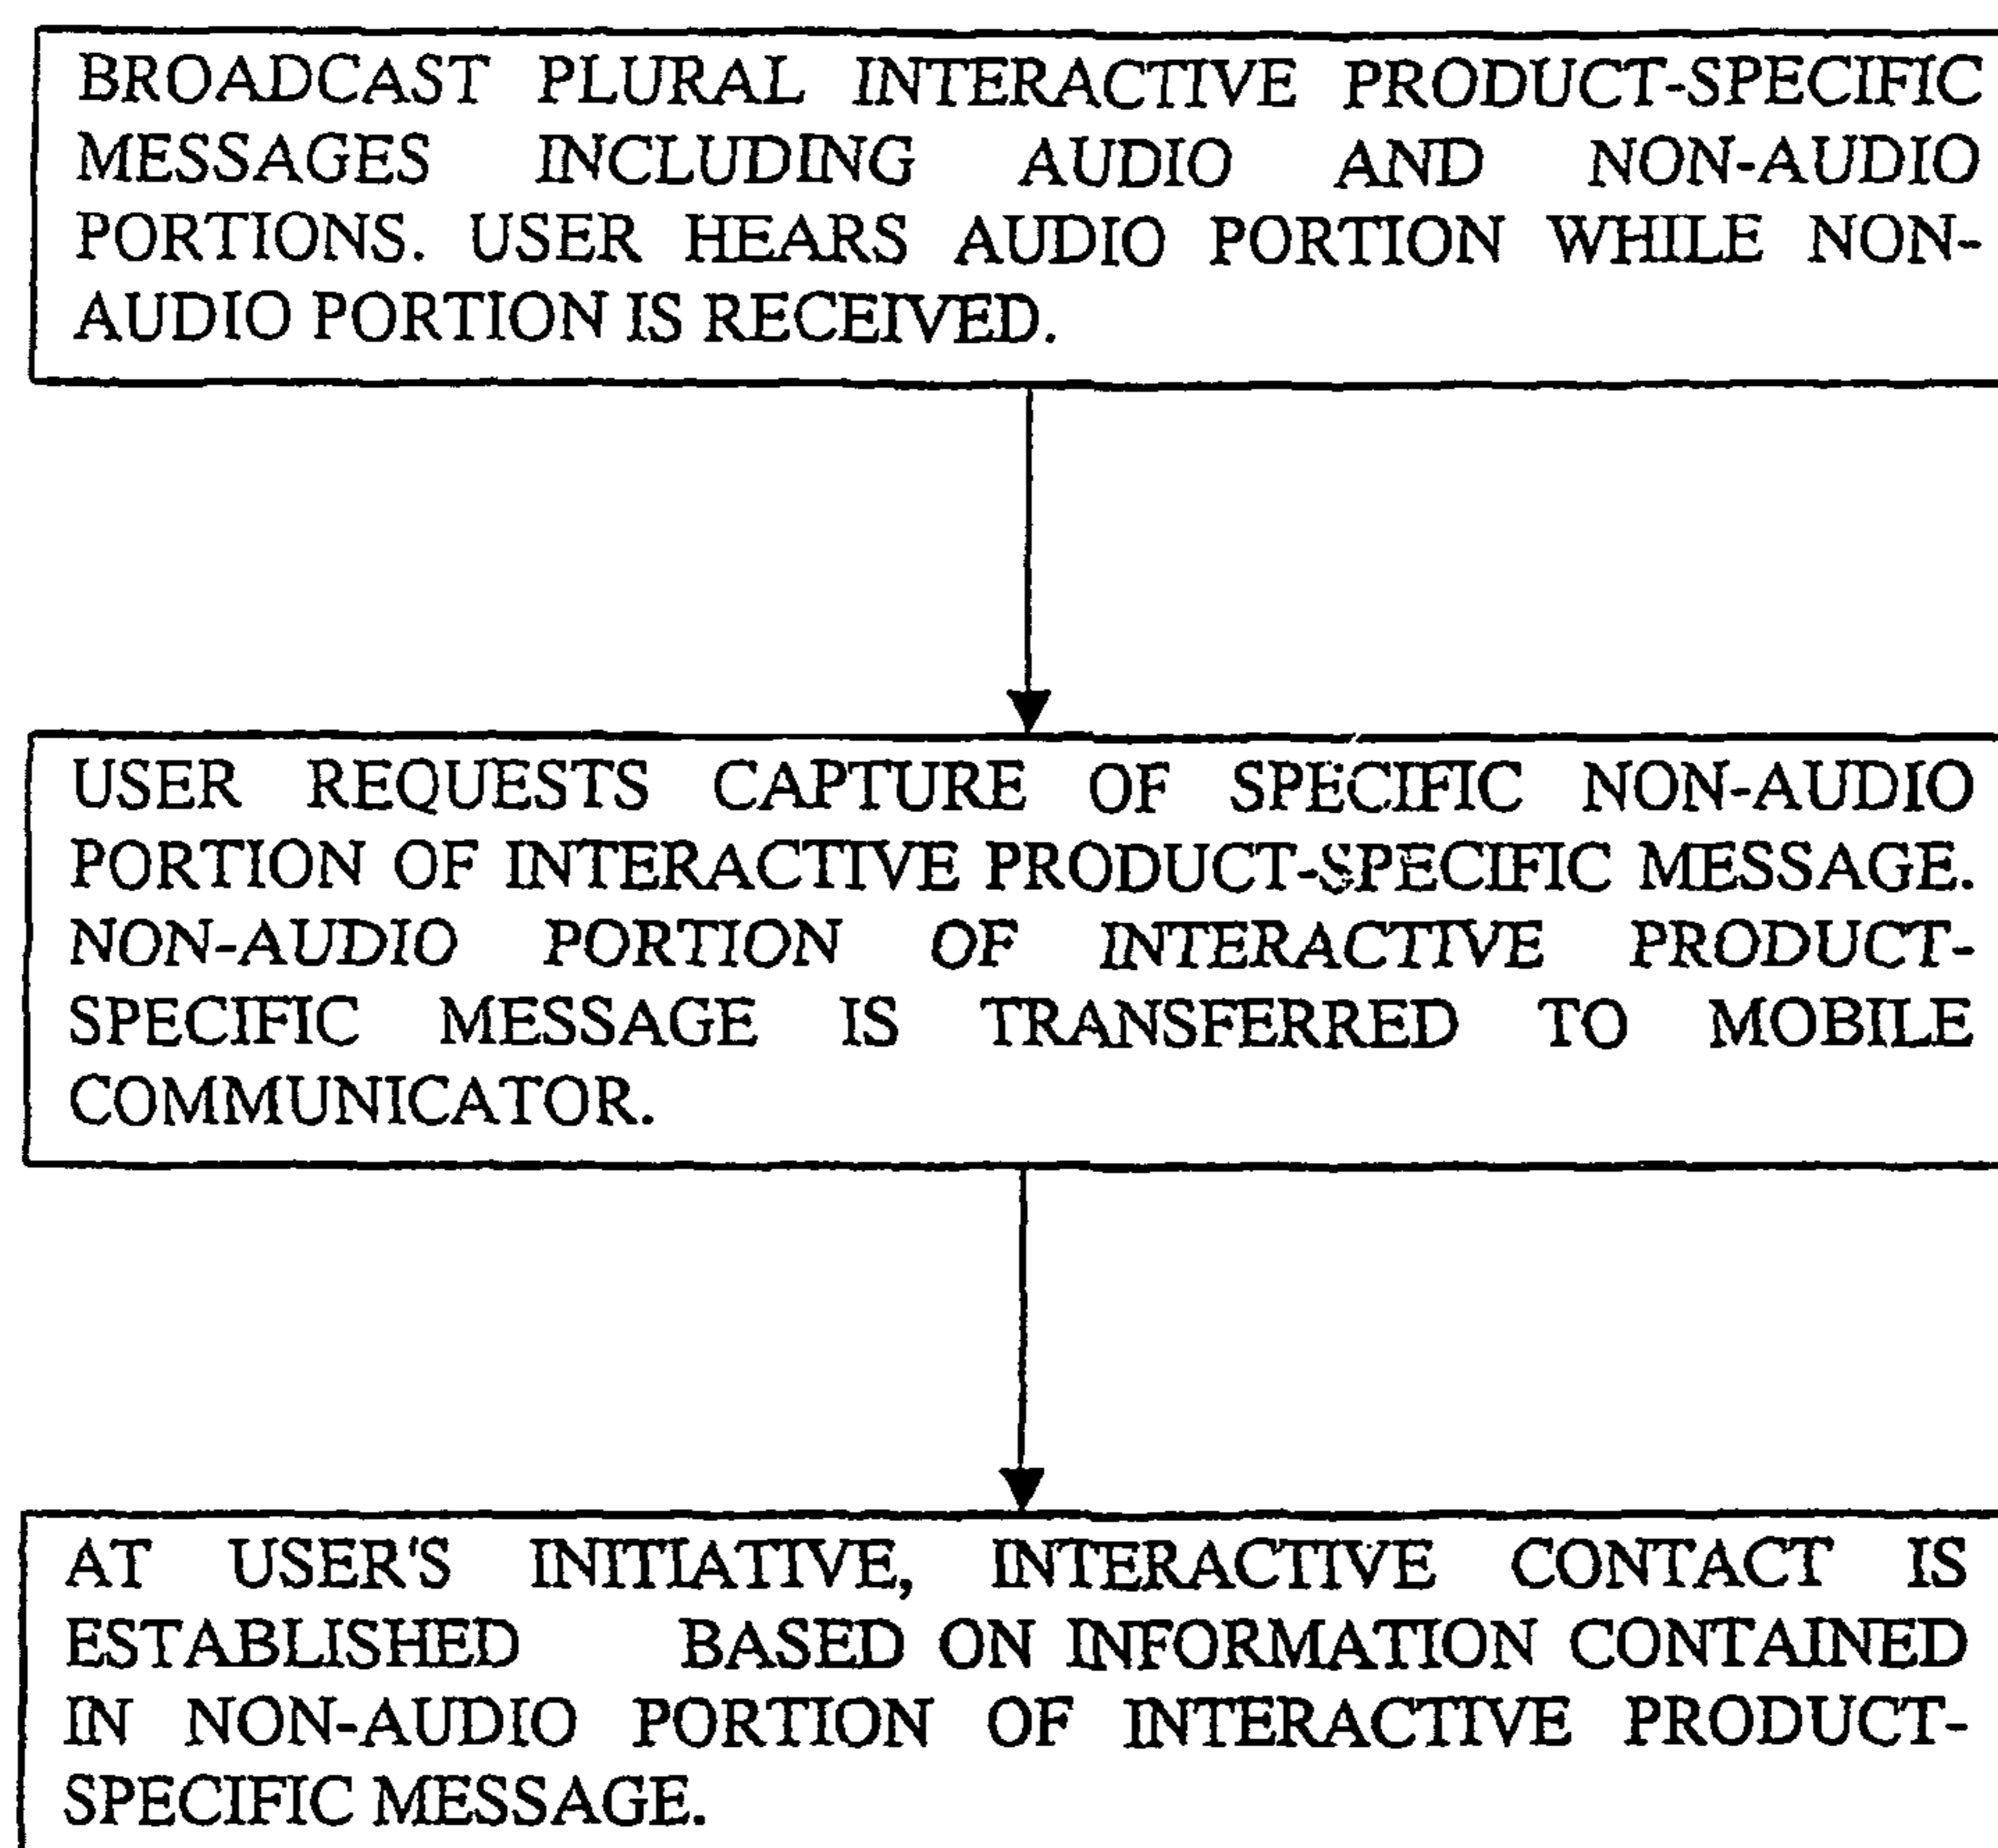 BROADCAST PLURAL INTERACTIVE PRODUCT-SPECIFIC
MESSAGES INCLUDING AUDIO AND NON-AUDIO
PORTIONS. USER HEARS AUDIO PORTION WHILE NON-
AUDIO PORTION IS RECEIVED.
USER REQUESTS CAPTURE OF SPECIFIC NON-AUDIO
PORTION OF INTERACTIVE PRODUCT-SPECIFIC MESSAGE.
NON-AUDIO PORTION OF INTERACTIVE PRODUCT-
SPECIFIC MESSAGE IS TRANSFERRED TO MOBILE
COMMUNICATOR.
AT USER'S INITIATIVE, INTERACTIVE CONTACT IS
ESTABLISHED BASED ON INFORMATION CONTAINED
IN NON-AUDIO PORTION OF INTERACTIVE PRODUCT-
SPECIFIC MESSAGE.